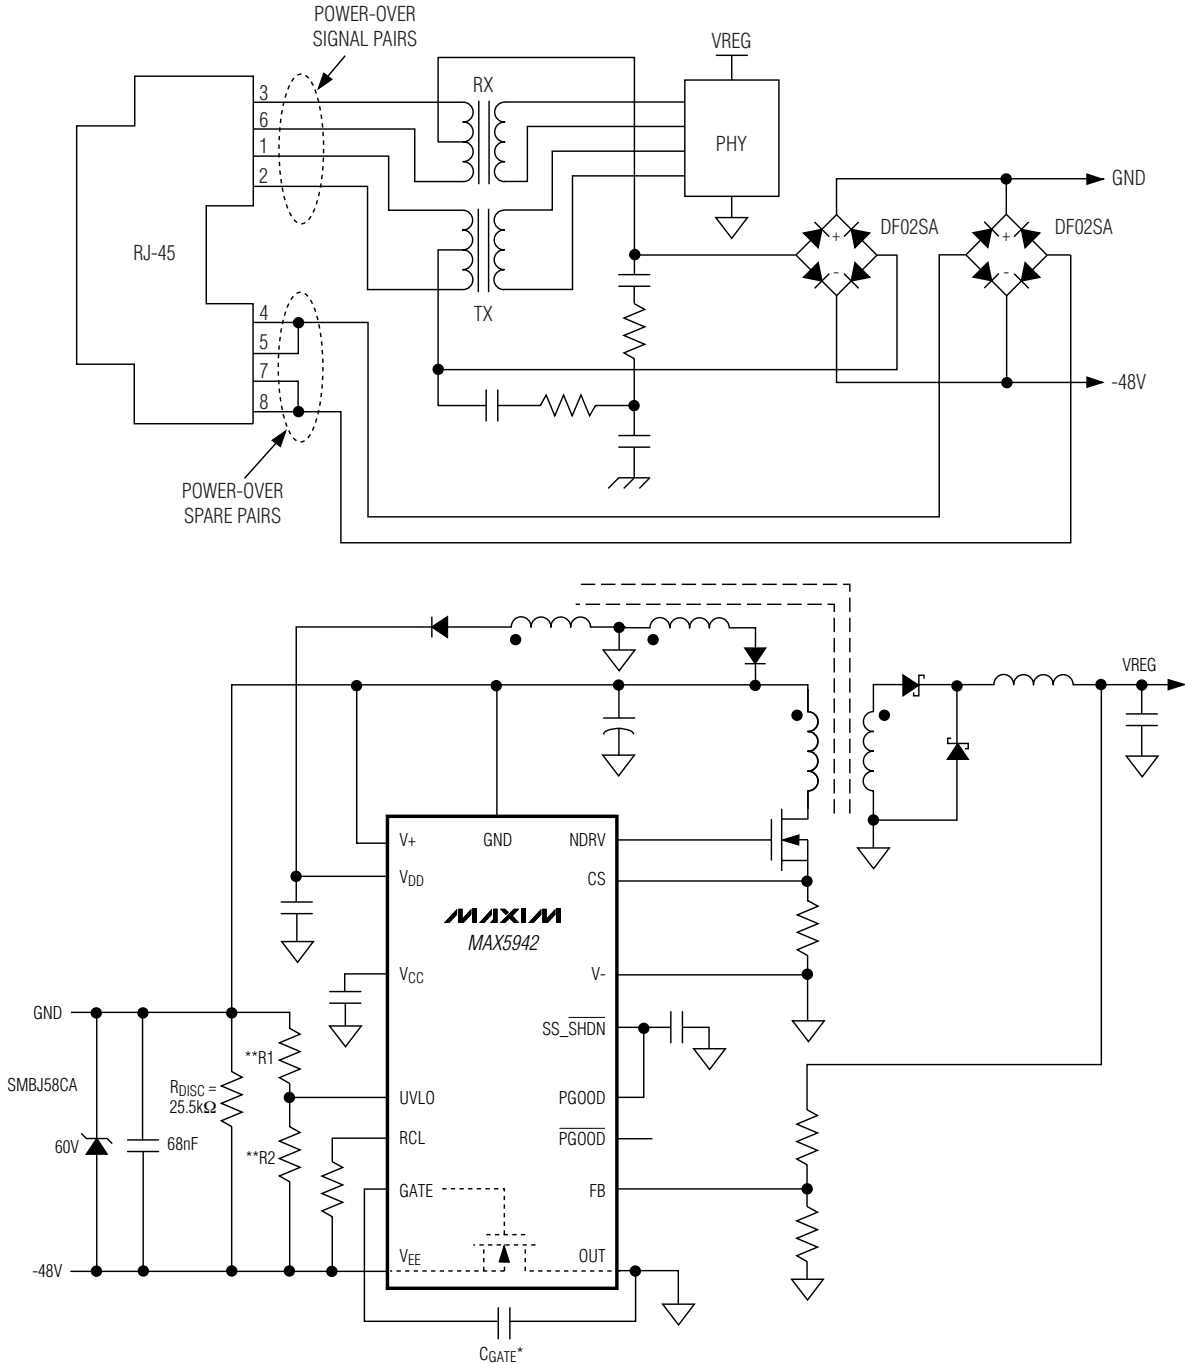 POWER-OVER
SIGNAL PAIRS
VREG
RX
3
6
1
2
PHY
GND
DF02SA
DF02SA
+
+
-
-
RJ-45
TX
4
5
7
8
-48V
POWER-OVER
SPARE PAIRS
VREG
V+
GND
NDRV
VDD
CS
MAXIM
MAX5942
VCC
V-
GND
SS_SHDN
**R1
SMBJ58CA
RDISC =
25.5kΩ
UVLO
PGOOD
60V
68nF
RCL
PGOOD
**R2
GATE
FB
VEE
OUT
-48V
CGATE*